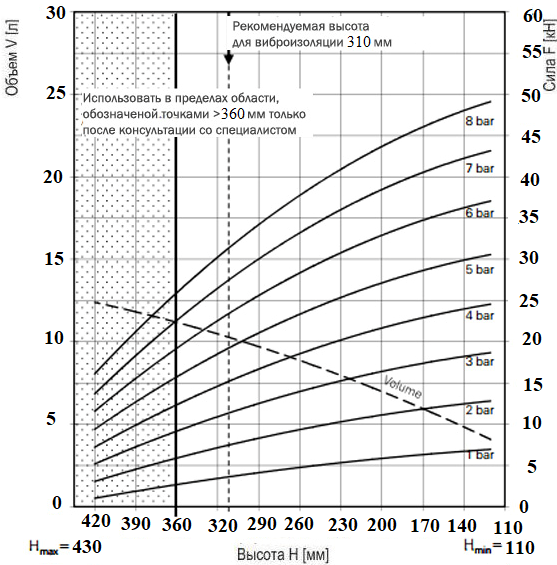 Объем V [л]
Сила F [кН]
Рекомендуемая высота
для виброизоляции 310 мм
Использовать в пределах области,
обозначеной.точками >360 мм только
после консультации со специалистом
30
25
20
15
10
5
0
60
55
50
45
40
35
30
25
20
15
10
5
0
8 bar
7 bar
6 bar
5 bar
4 bar
3 bar
2 bar
1 bar
Volume
420 390 360 320 290 260 230 200 170 140 110
Hmax = 430
Высота H [мм]
Hmin = 110